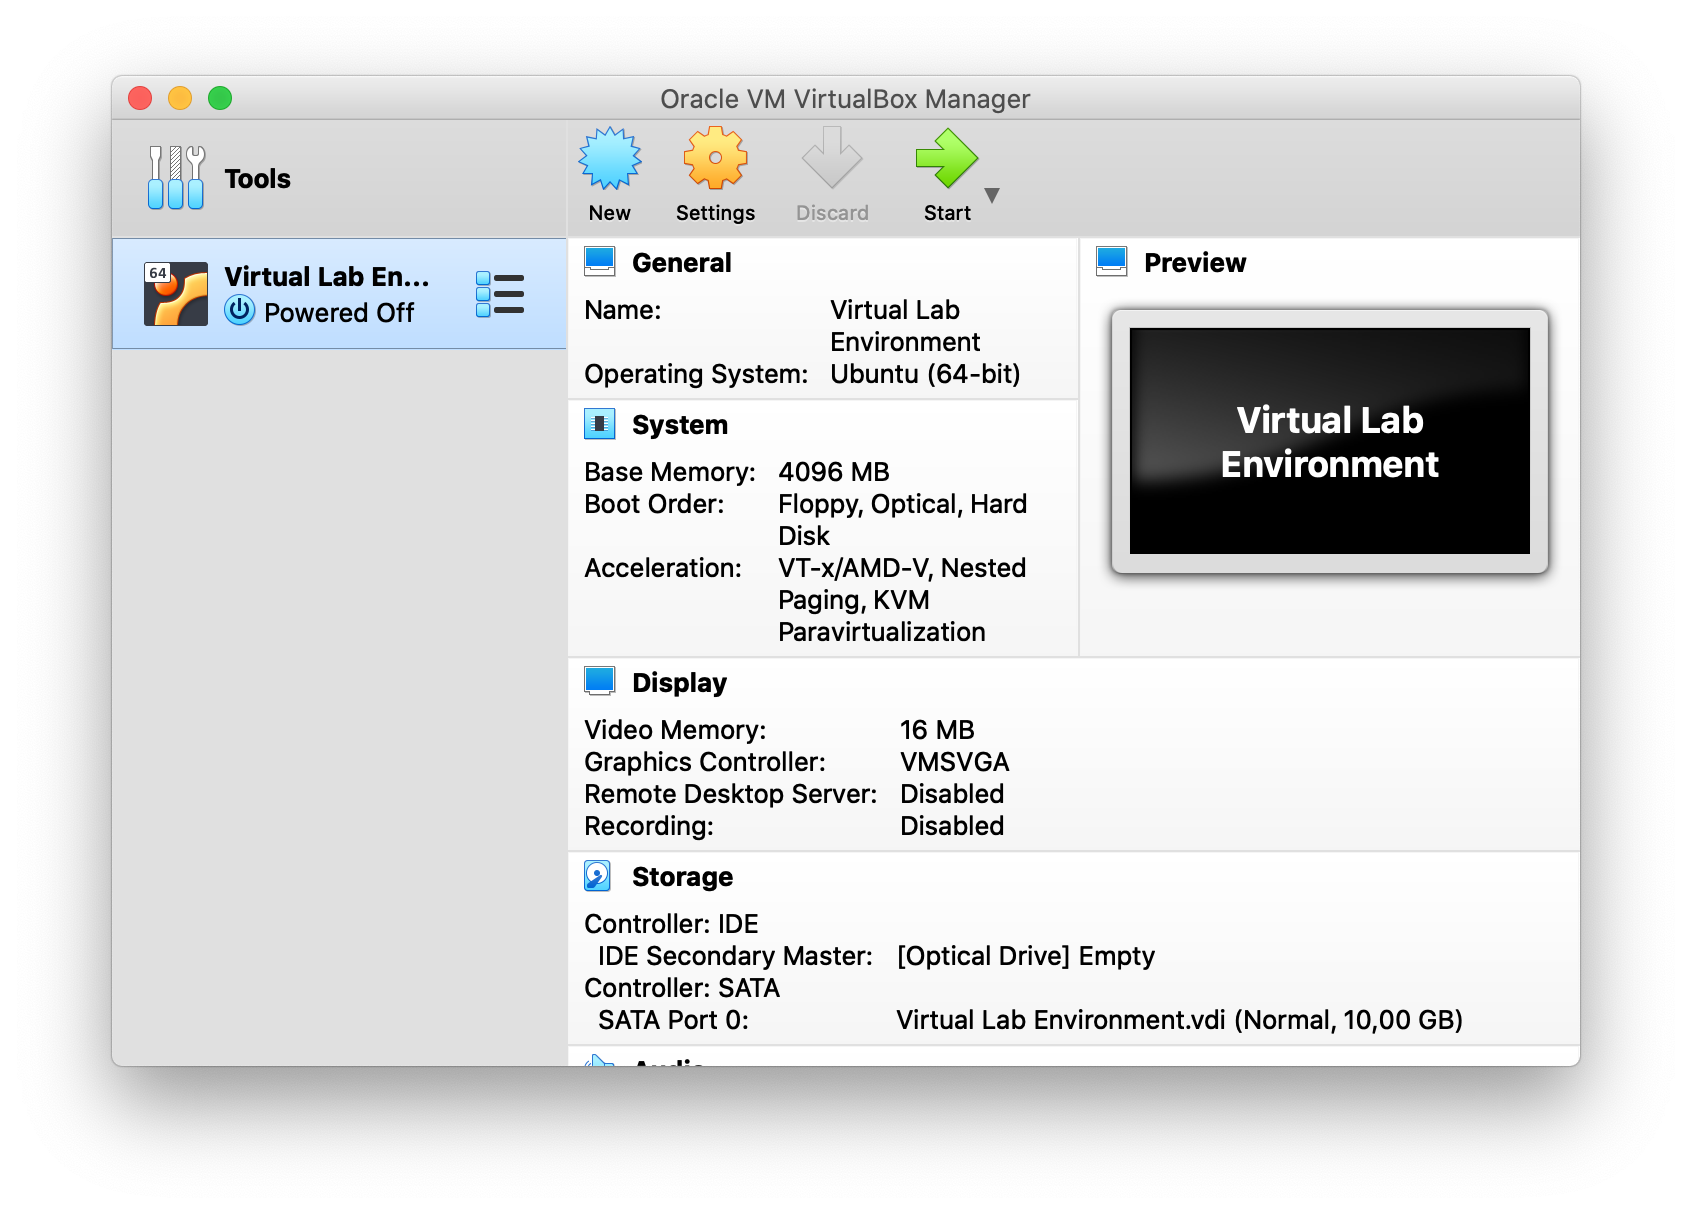 Oracle VM VirtualBox Manager
Tools
New
Settings
Discard
Start
64
Virtual Lab En...
Powered Off
General
Name:
Virtual Lab
Environment
Operating System:
Ubuntu (64-bit)
System
Base Memory:
4096 MB
Boot Order:
Floppy, Optical, Hard
Disk
Acceleration:
VT-x/AMD-V, Nested
Paging, KVM
Paravirtualization
Preview
Virtual Lab
Environment
Display
Video Memory:
16 MB
Graphics Controller:
VMSVGA
Remote Desktop Server:
Disabled
Recording:
Disabled
Storage
Controller: IDE
IDE Secondary Master:
[Optical Drive] Empty
Controller: SATA
SATA Port 0:
Virtual Lab Environment.vdi (Normal, 10,00 GB)
Audio